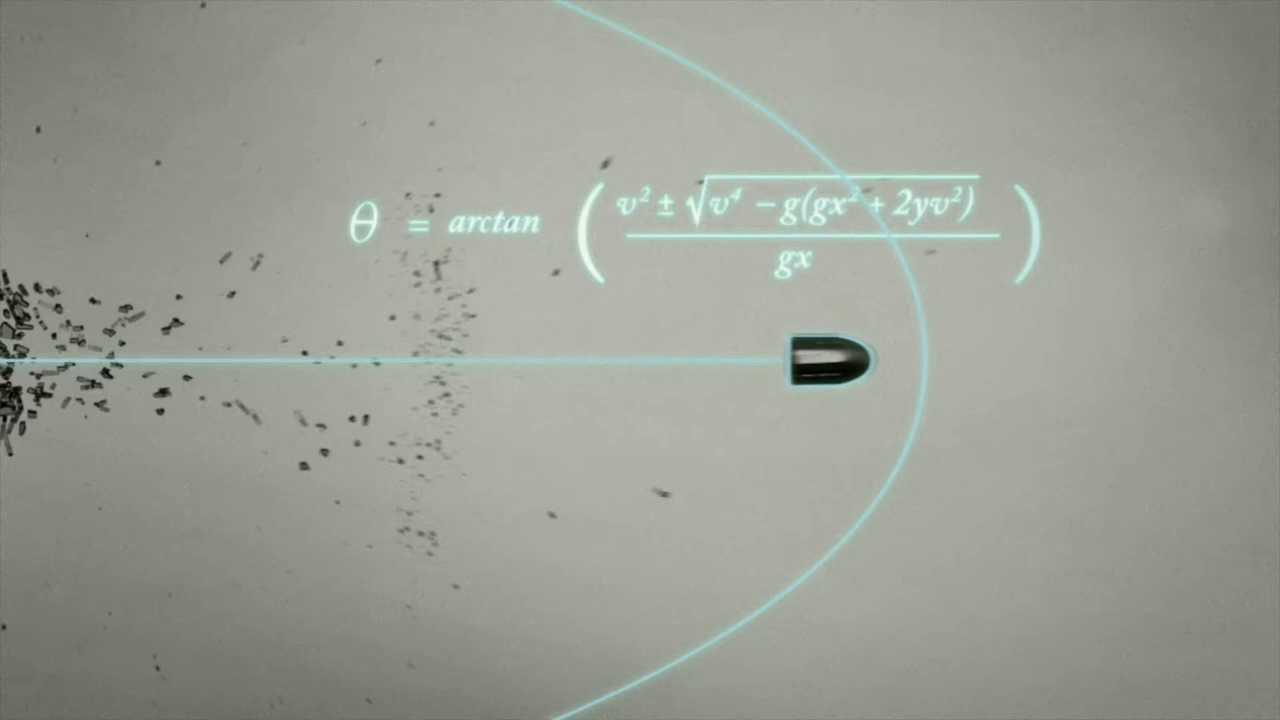 θ = arctan ( v² ± √v⁴ − g(gx² + 2yv²) / gx )